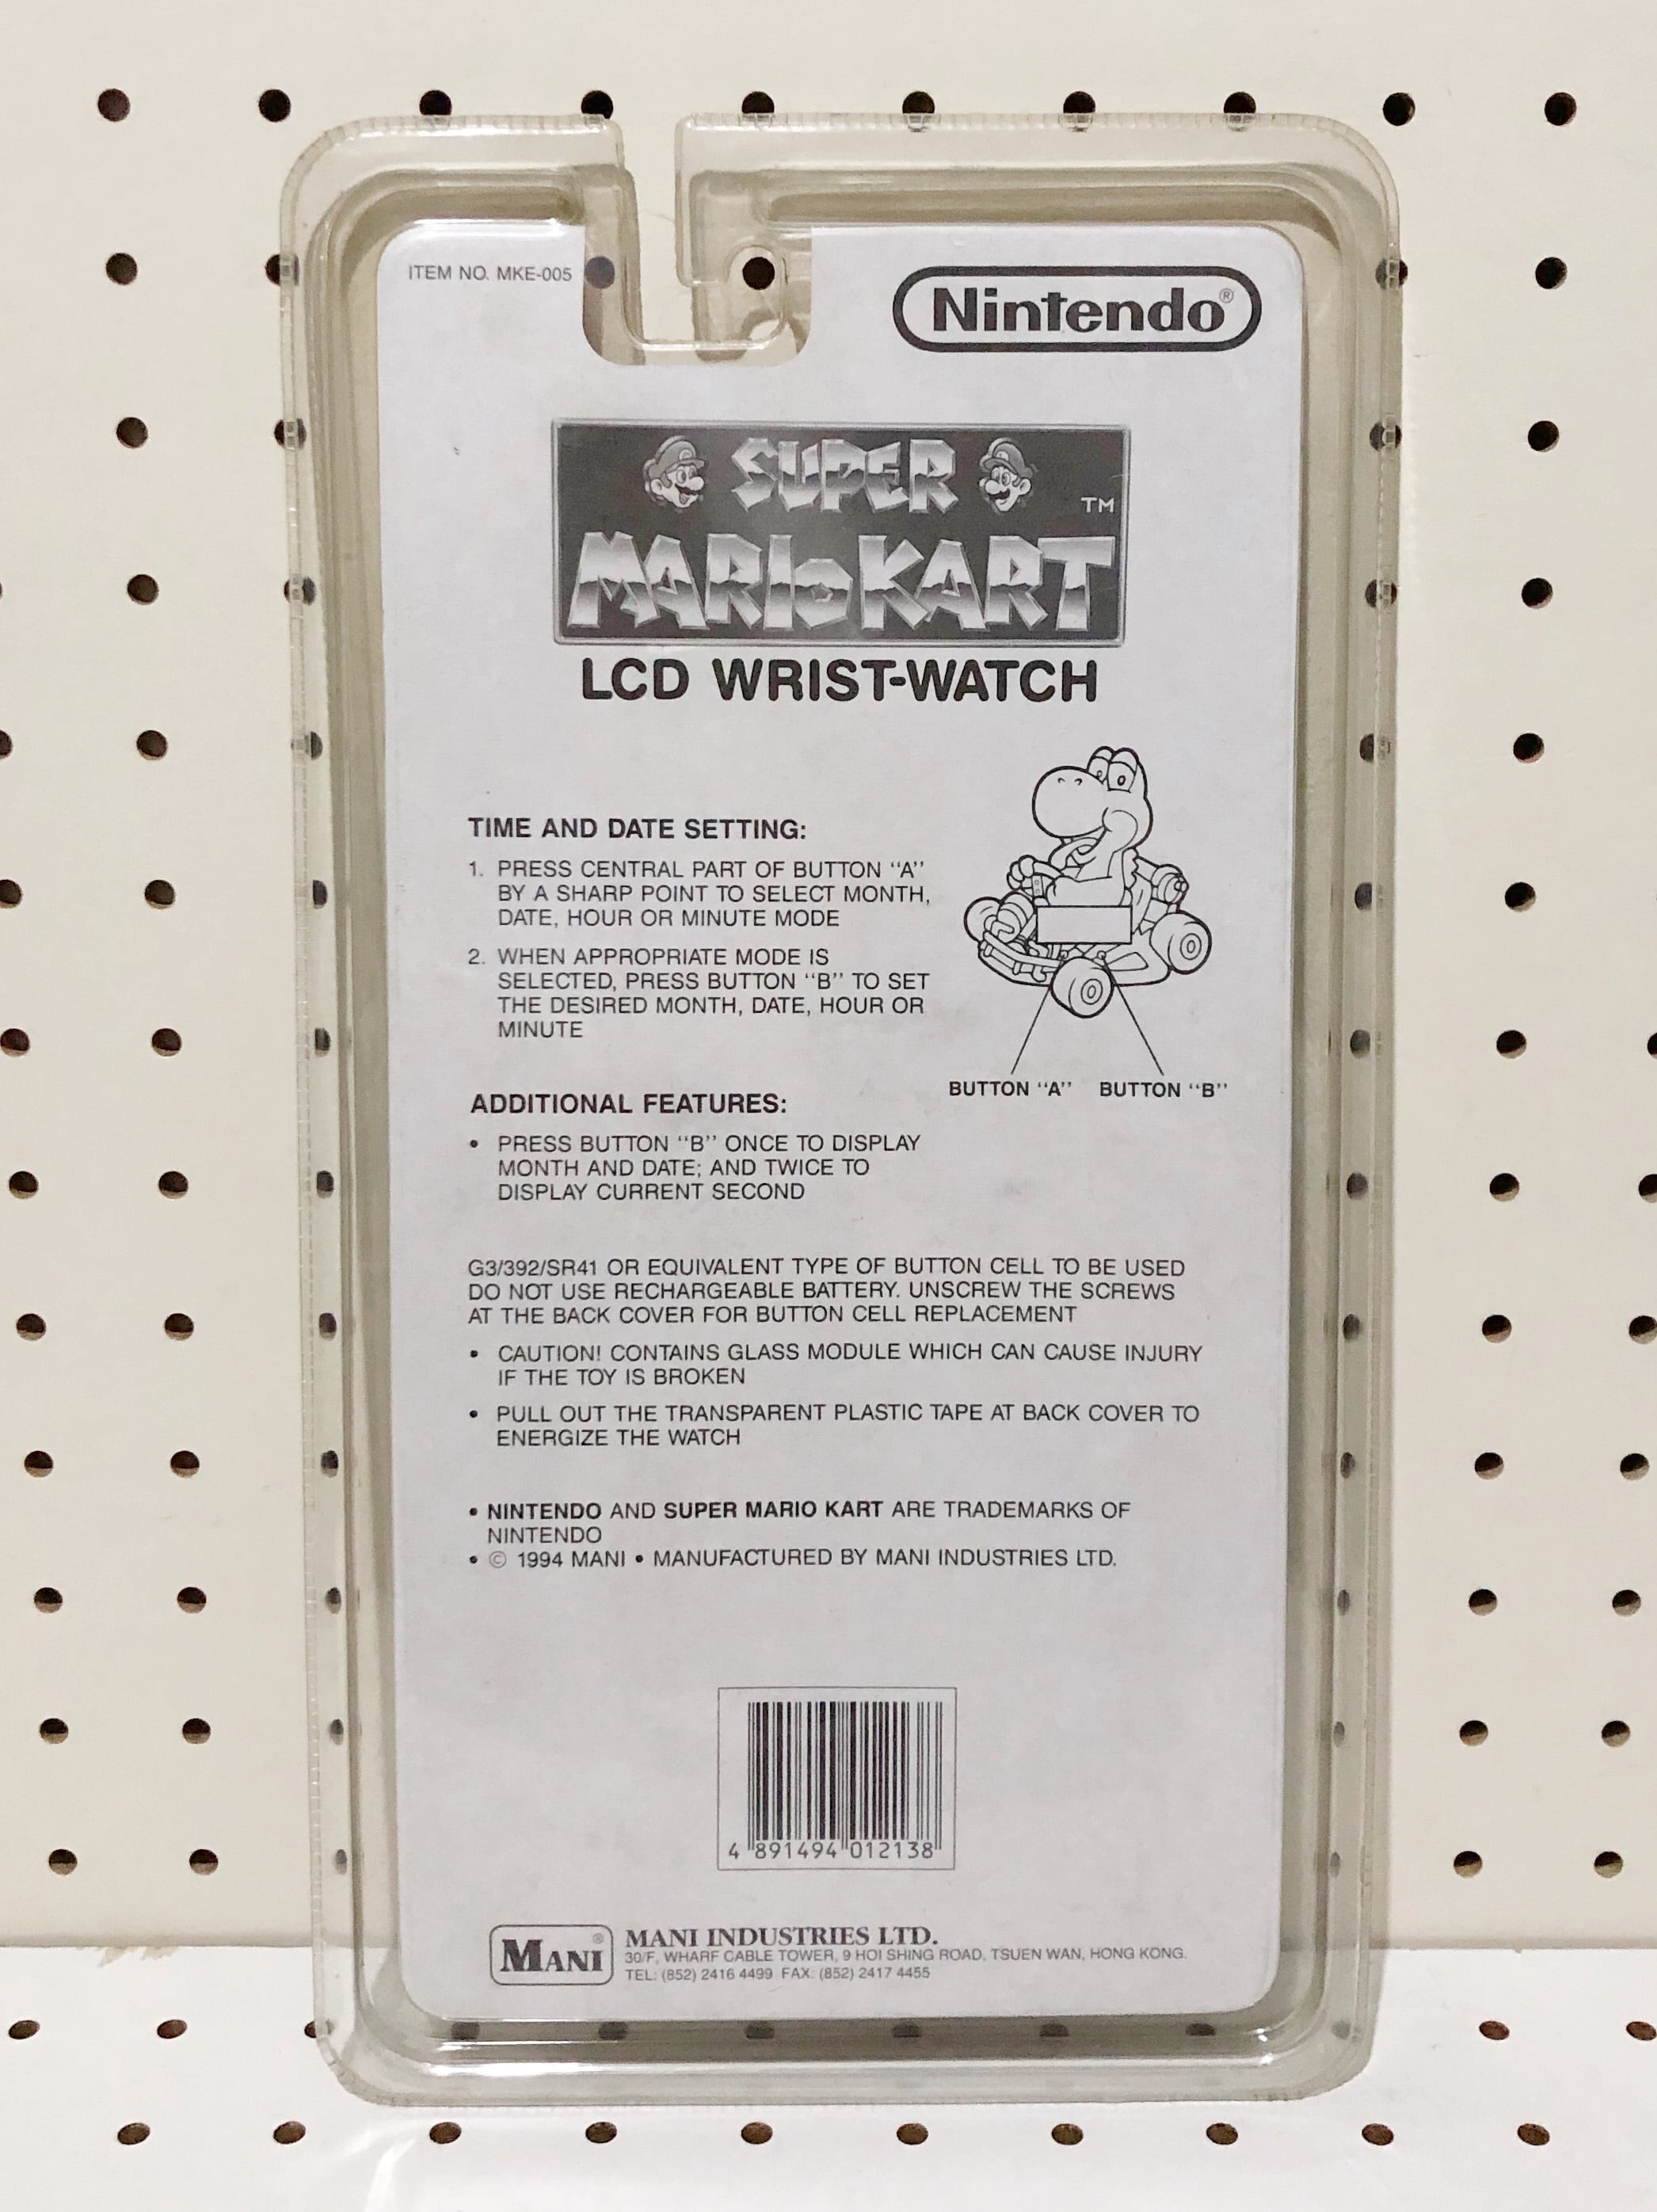 ITEM NO. MKE-005
Nintendo®
SUPER
MARIO KART ™
LCD WRIST-WATCH
TIME AND DATE SETTING:
1. PRESS CENTRAL PART OF BUTTON "A"
BY A SHARP POINT TO SELECT MONTH,
DATE, HOUR OR MINUTE MODE
2. WHEN APPROPRIATE MODE IS
SELECTED, PRESS BUTTON "B" TO SET
THE DESIRED MONTH, DATE, HOUR OR
MINUTE
BUTTON "A" BUTTON "B"
ADDITIONAL FEATURES:
• PRESS BUTTON "B" ONCE TO DISPLAY
MONTH AND DATE; AND TWICE TO
DISPLAY CURRENT SECOND
G3/392/SR41 OR EQUIVALENT TYPE OF BUTTON CELL TO BE USED
DO NOT USE RECHARGEABLE BATTERY. UNSCREW THE SCREWS
AT THE BACK COVER FOR BUTTON CELL REPLACEMENT
• CAUTION! CONTAINS GLASS MODULE WHICH CAN CAUSE INJURY
IF THE TOY IS BROKEN
• PULL OUT THE TRANSPARENT PLASTIC TAPE AT BACK COVER TO
ENERGIZE THE WATCH
• NINTENDO AND SUPER MARIO KART ARE TRADEMARKS OF
NINTENDO
• © 1994 MANI • MANUFACTURED BY MANI INDUSTRIES LTD.
4 891494 012138
MANI®
MANI INDUSTRIES LTD.
30/F, WHARF CABLE TOWER, 9 HOI SHING ROAD, TSUEN WAN, HONG KONG.
TEL: (852) 2416 4499 FAX: (852) 2417 4455